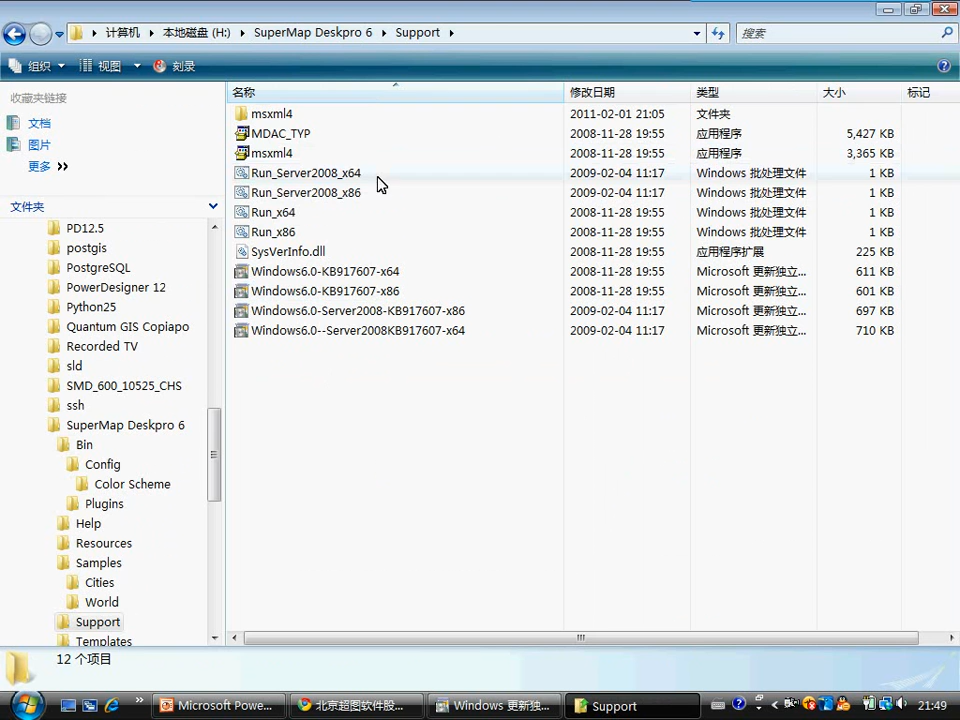 计算机 本地磁盘 (H:) SuperMap Deskpro 6 Support
搜索
组织 视图 刻录
收藏夹链接
文档
图片
更多
文件夹
PD12.5
postgis
PostgreSQL
PowerDesigner 12
Python25
Quantum GIS Copiapo
Recorded TV
sld
SMD_600_10525_CHS
ssh
SuperMap Deskpro 6
Bin
Config
Color Scheme
Plugins
Help
Resources
Samples
Cities
World
Support
Templates
名称 修改日期 类型 大小 标记
msxml4 2011-02-01 21:05 文件夹
MDAC_TYP 2008-11-28 19:55 应用程序 5,427 KB
msxml4 2008-11-28 19:55 应用程序 3,365 KB
Run_Server2008_x64 2009-02-04 11:17 Windows 批处理文件 1 KB
Run_Server2008_x86 2009-02-04 11:17 Windows 批处理文件 1 KB
Run_x64 2008-11-28 19:55 Windows 批处理文件 1 KB
Run_x86 2008-11-28 19:55 Windows 批处理文件 1 KB
SysVerInfo.dll 2008-11-28 19:55 应用程序扩展 225 KB
Windows6.0-KB917607-x64 2008-11-28 19:55 Microsoft 更新独立... 611 KB
Windows6.0-KB917607-x86 2008-11-28 19:55 Microsoft 更新独立... 601 KB
Windows6.0-Server2008-KB917607-x86 2009-02-04 11:17 Microsoft 更新独立... 697 KB
Windows6.0--Server2008KB917607-x64 2009-02-04 11:17 Microsoft 更新独立... 710 KB
12 个项目
Microsoft Powe... 北京超图软件股... Windows 更新独... Support 21:49